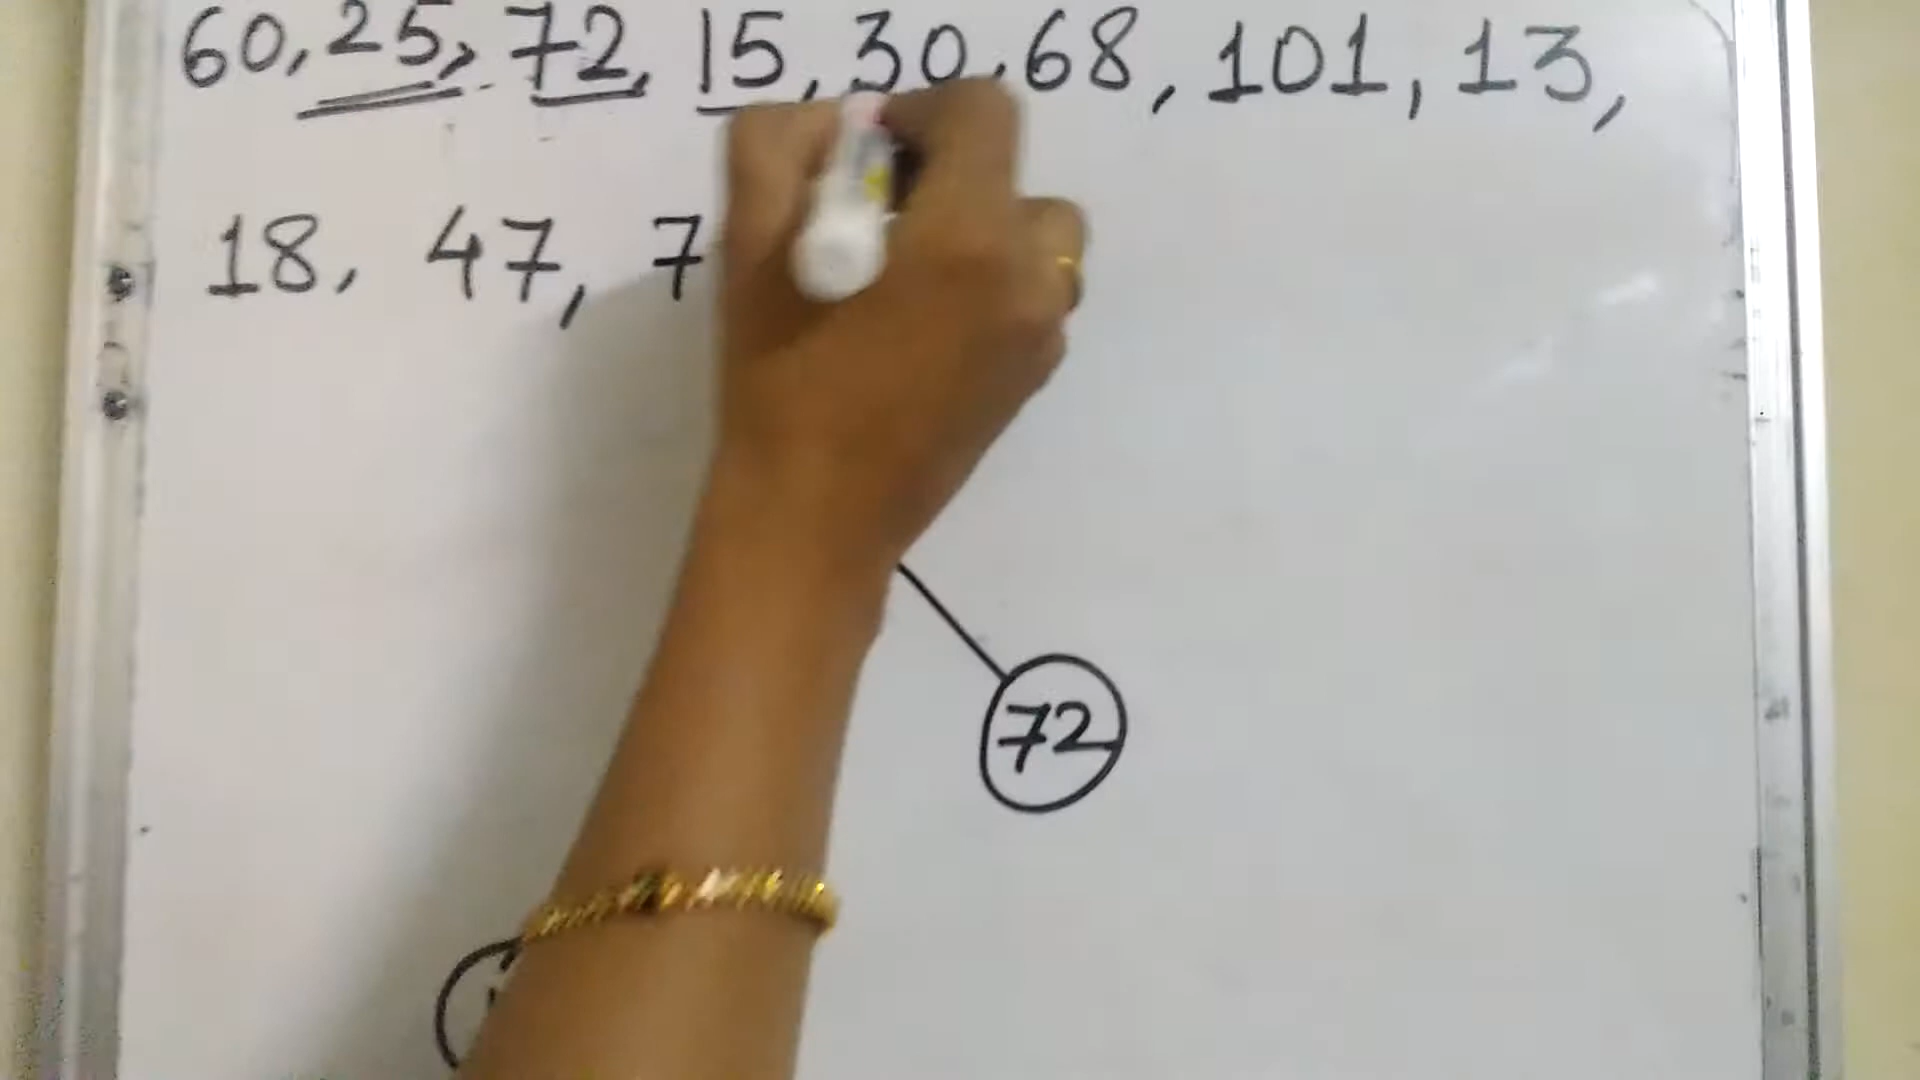 60, 25, 72, 15, 30, 68, 101, 13,
18, 47, 7
72